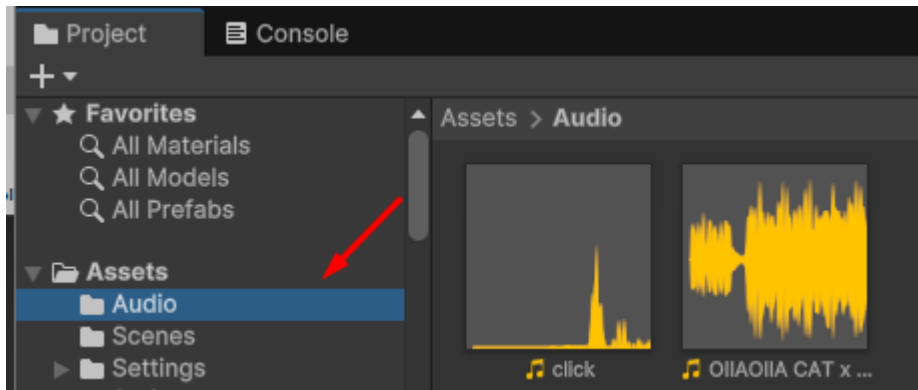 Project
Console
Favorites
All Materials
All Models
All Prefabs
Assets
Audio
Scenes
Settings
Assets > Audio
click
OIIAOIIA CAT x ...